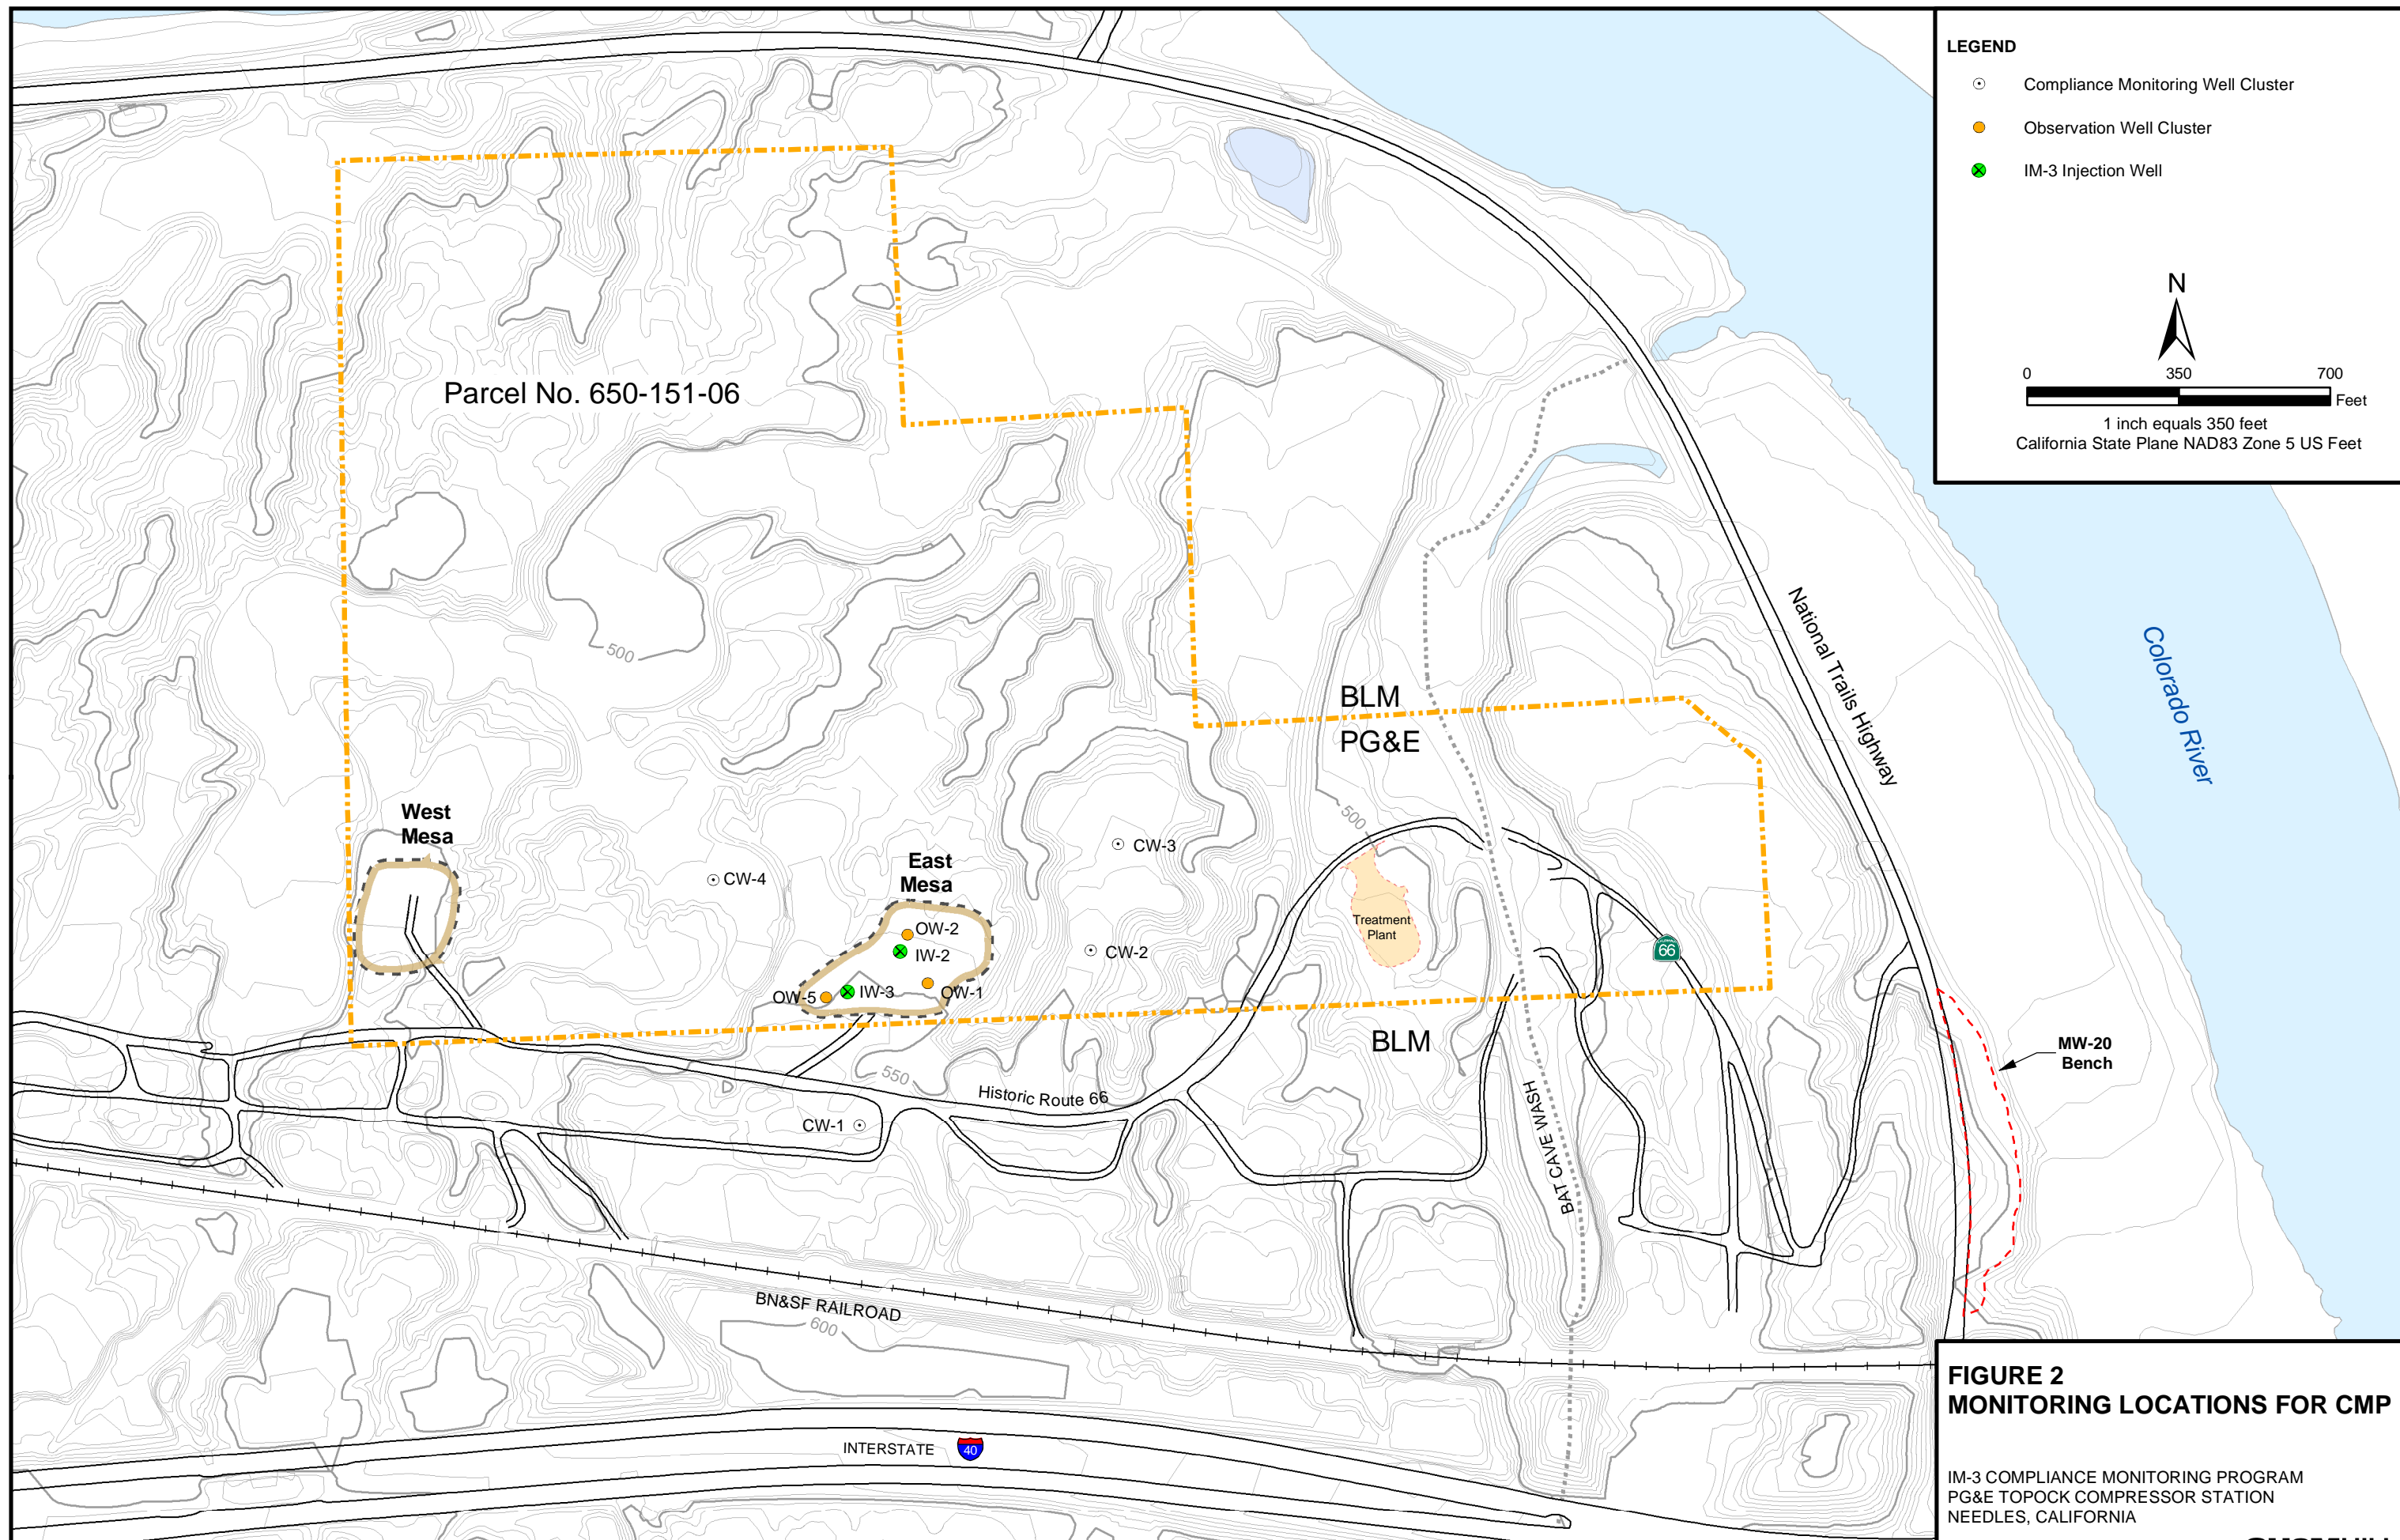 LEGEND
Compliance Monitoring Well Cluster
Observation Well Cluster
IM-3 Injection Well
N
0 350 700
Feet
1 inch equals 350 feet
California State Plane NAD83 Zone 5 US Feet
Parcel No. 650-151-06
500
BLM
PG&E
National Trails Highway
Colorado River
West
Mesa
East
Mesa
CW-4
CW-3
CW-2
OW-2
IW-2
OW-5
IW-3
OW-1
500
Treatment
Plant
66
BLM
MW-20
Bench
550
Historic Route 66
CW-1
BAT CAVE WASH
BN&SF RAILROAD
600
INTERSTATE 40
FIGURE 2
MONITORING LOCATIONS FOR CMP
IM-3 COMPLIANCE MONITORING PROGRAM
PG&E TOPOCK COMPRESSOR STATION
NEEDLES, CALIFORNIA